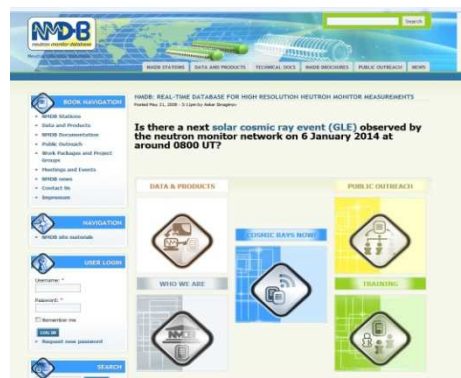 NMDB
neutron monitor database
Search
NMDB STATIONS
DATA AND PRODUCTS
TECHNICAL DOCS
NMDB BROCHURES
PUBLIC OUTREACH
NEWS
BOOK NAVIGATION
NMDB Stations
Data and Products
NMDB Documentation
Public Outreach
Work Packages and Project
Groups
Meetings and Events
NMDB news
Contact Us
Impressum
NAVIGATION
NMDB site materials
USER LOGIN
Username: *
Password: *
Remember me
LOG IN
Request new password
SEARCH
NMDB: REAL-TIME DATABASE FOR HIGH RESOLUTION NEUTRON MONITOR MEASUREMENTS
Is there a next solar cosmic ray event (GLE) observed by
the neutron monitor network on 6 January 2014 at
around 0800 UT?
DATA & PRODUCTS
PUBLIC OUTREACH
COSMIC RAYS NOW!
WHO WE ARE
TRAINING
NMDB